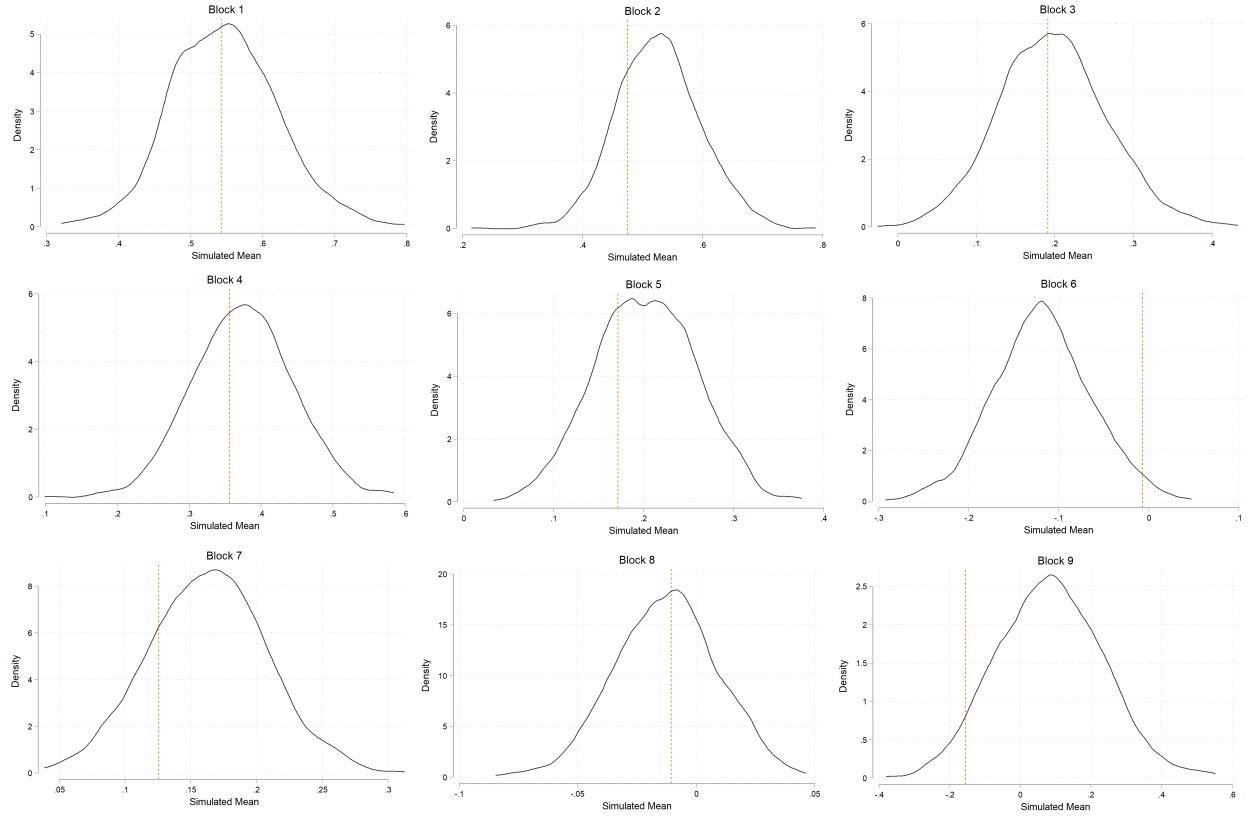 Block 1
5
4
3
2
1
0
Density
.3 .4 .5 .6 .7 .8
Simulated Mean
Block 2
6
4
2
0
Density
.2 .4 .6 .8
Simulated Mean
Block 3
6
4
2
0
Density
0 .1 .2 .3 .4
Simulated Mean
Block 4
6
4
2
0
Density
.1 .2 .3 .4 .5 .6
Simulated Mean
Block 5
6
4
2
0
Density
0 .1 .2 .3 .4
Simulated Mean
Block 6
8
6
4
2
0
Density
-.3 -.2 -.1 0 .1
Simulated Mean
Block 7
8
6
4
2
0
Density
.05 .1 .15 .2 .25 .3
Simulated Mean
Block 8
20
15
10
5
0
Density
-.1 -.05 0 .05
Simulated Mean
Block 9
2.5
2
1.5
1
.5
0
Density
-.4 -.2 0 .2 .4 .6
Simulated Mean